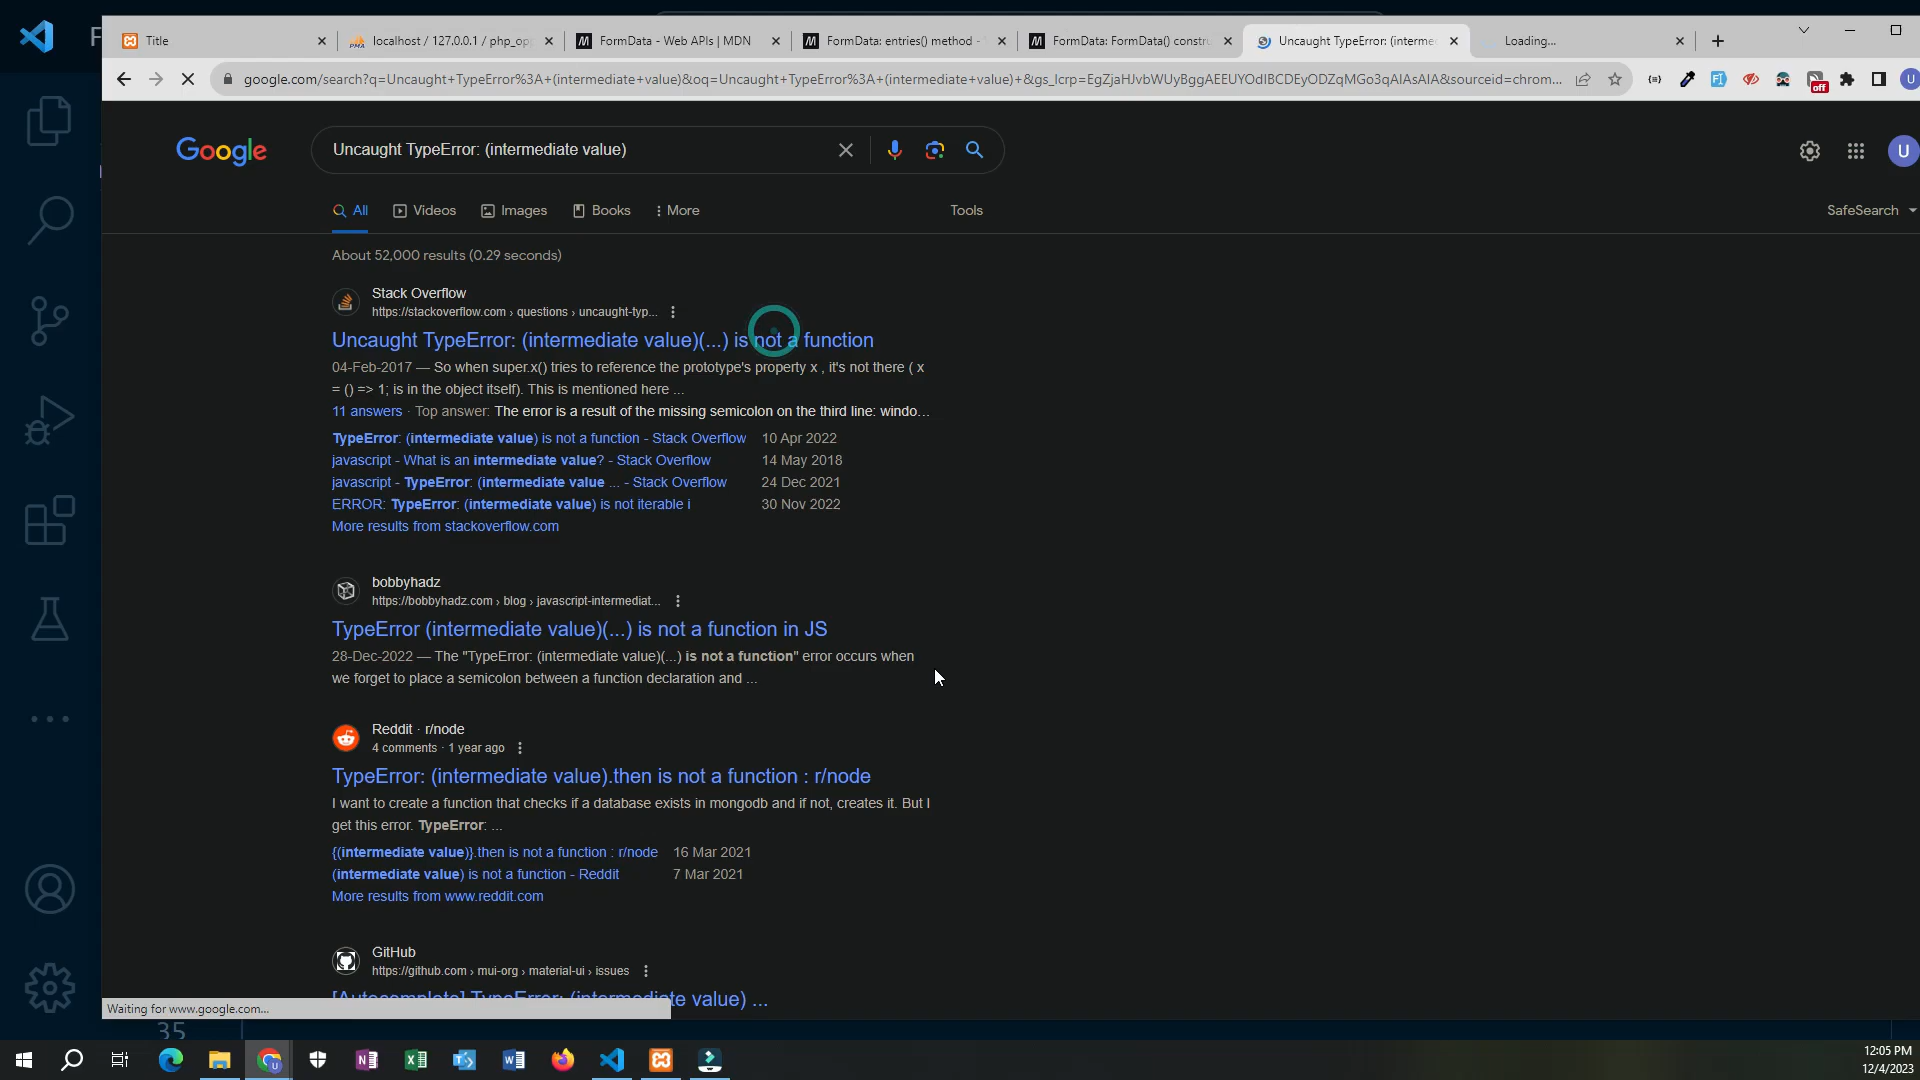 F
Title
localhost / 127.0.0.1 / php_op
FormData - Web APIs | MDN
FormData: entries() method -
FormData: FormData() constru
Uncaught TypeError: (interme
Loading...
google.com/search?q=Uncaught+TypeError%3A+(intermediate+value)&oq=Uncaught+TypeError%3A+(intermediate+value)+&gs_lcrp=EgZjaHJvbWUyBggAEEUYOdIBCDEyODZqMGo3qAIAsAIA&sourceid=chrom...
off
U
Google
Uncaught TypeError: (intermediate value)
U
All
Videos
Images
Books
More
Tools
SafeSearch
About 52,000 results (0.29 seconds)
Stack Overflow
https://stackoverflow.com › questions › uncaught-typ...
Uncaught TypeError: (intermediate value)(...) is not a function
04-Feb-2017 — So when super.x() tries to reference the prototype's property x , it's not there ( x
= () => 1; is in the object itself). This is mentioned here ...
11 answers · Top answer: The error is a result of the missing semicolon on the third line: windo...
TypeError: (intermediate value) is not a function - Stack Overflow 10 Apr 2022
javascript - What is an intermediate value? - Stack Overflow 14 May 2018
javascript - TypeError: (intermediate value ... - Stack Overflow 24 Dec 2021
ERROR: TypeError: (intermediate value) is not iterable i 30 Nov 2022
More results from stackoverflow.com
bobbyhadz
https://bobbyhadz.com › blog › javascript-intermediat...
TypeError (intermediate value)(...) is not a function in JS
28-Dec-2022 — The "TypeError: (intermediate value)(...) is not a function" error occurs when
we forget to place a semicolon between a function declaration and ...
Reddit · r/node
4 comments · 1 year ago
TypeError: (intermediate value).then is not a function : r/node
I want to create a function that checks if a database exists in mongodb and if not, creates it. But I
get this error. TypeError: ...
{(intermediate value)}.then is not a function : r/node 16 Mar 2021
(intermediate value) is not a function - Reddit 7 Mar 2021
More results from www.reddit.com
GitHub
https://github.com › mui-org › material-ui › issues
[Autocomplete] TypeError: (intermediate value) ...
Waiting for www.google.com...
35
12:05 PM
12/4/2023